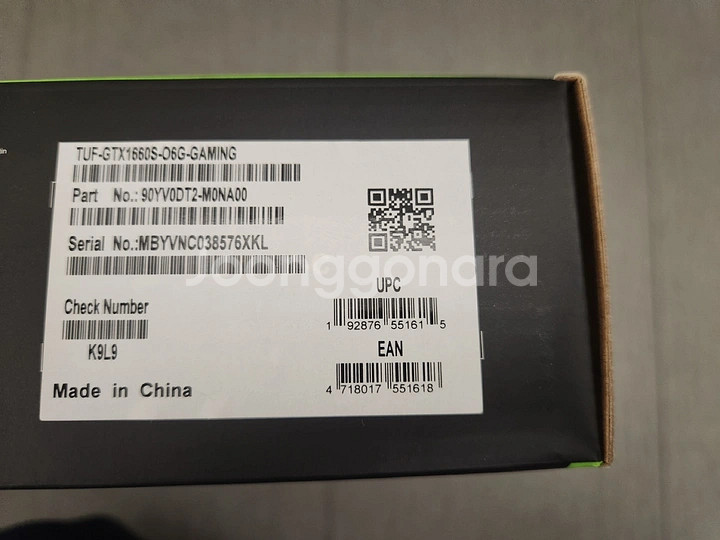 TUF-GTX1660S-O6G-GAMING
Part No.: 90YV0DT2-M0NA00
Serial No.:MBYVNC038576XKL
Check Number
K9L9
Made in China
UPC
1 92876 55161 5
EAN
4 718017 551618
Joonggonara